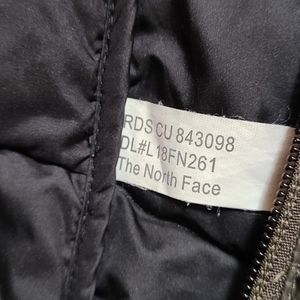 RDS CU 843098
DL#L18FN261
The North Face